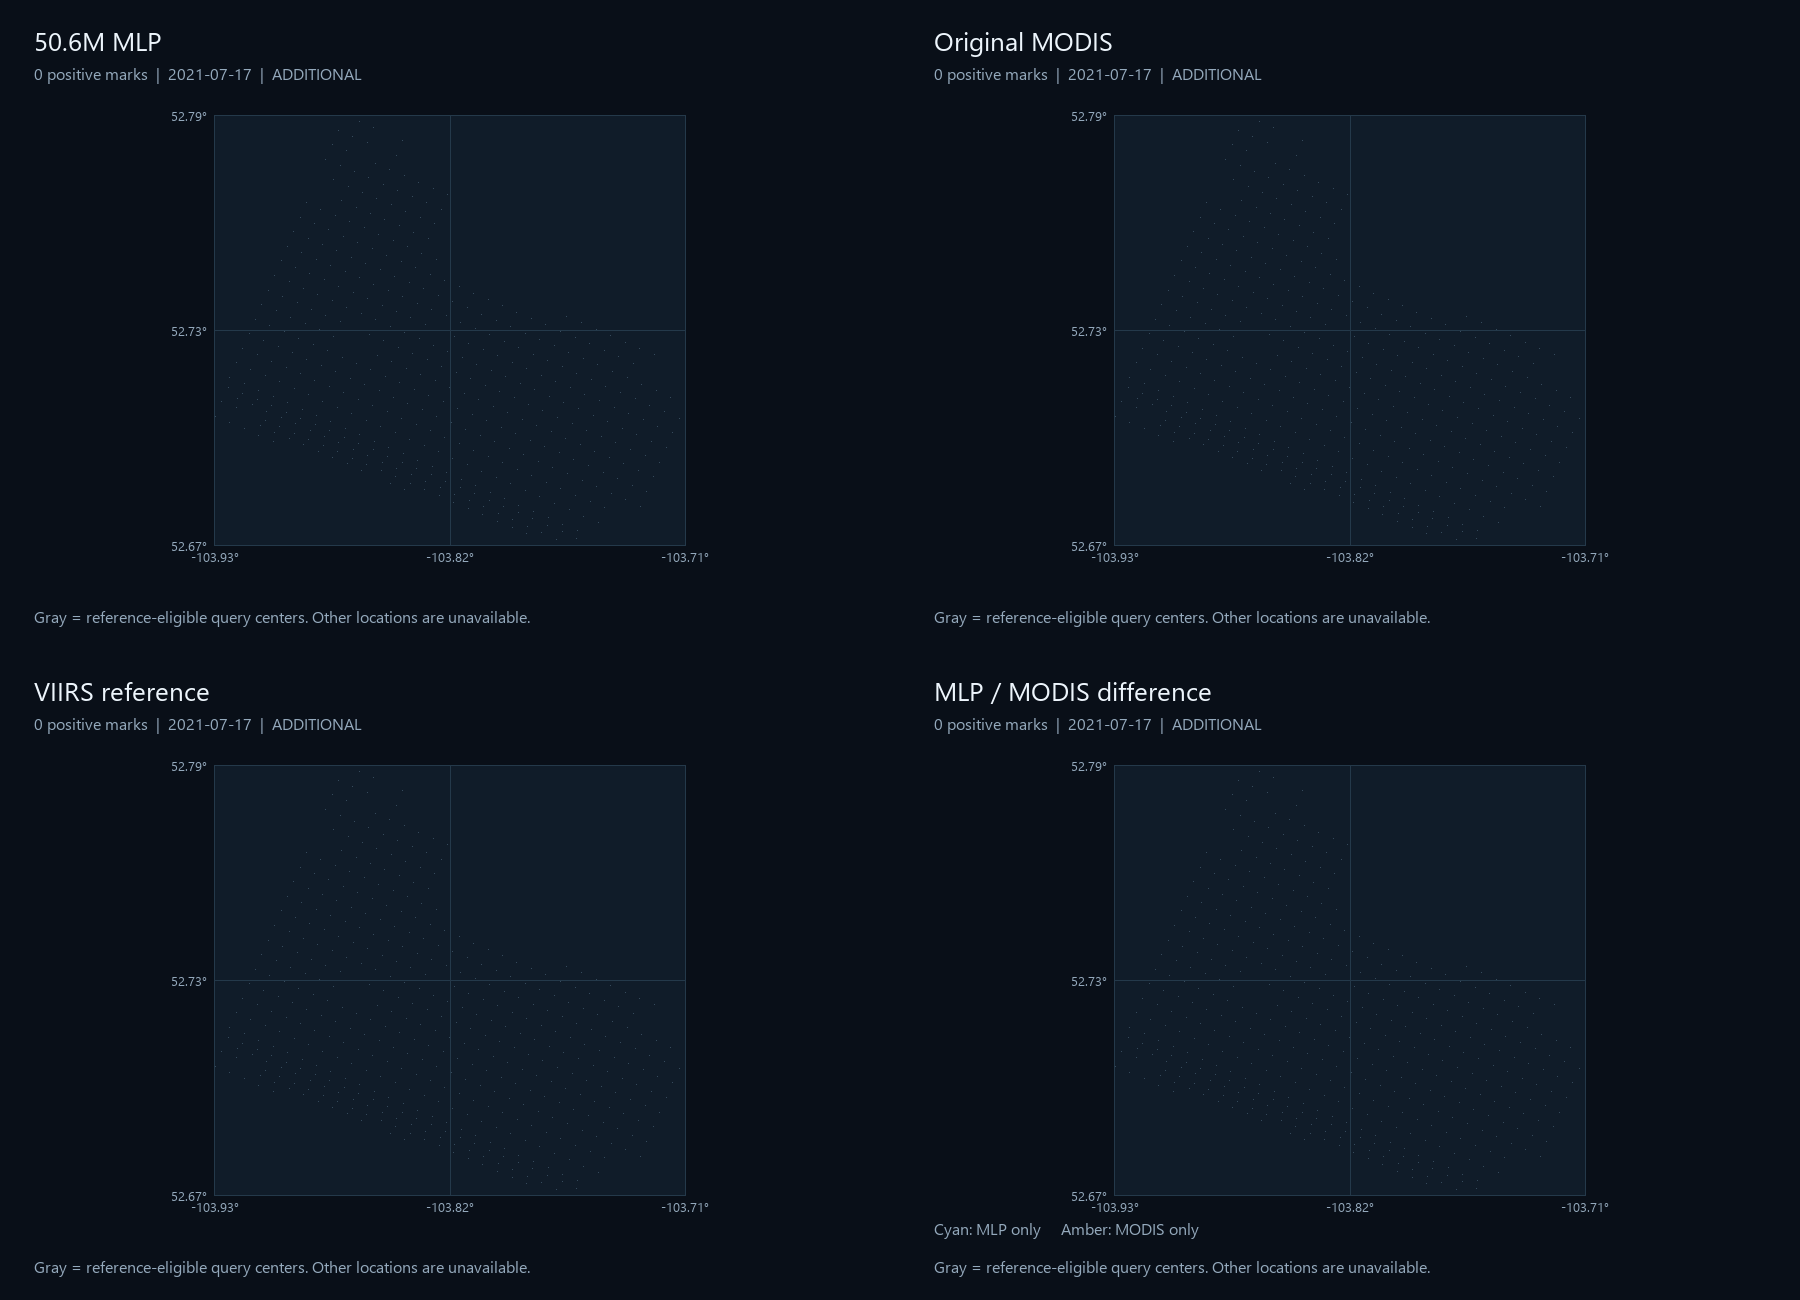 50.6M MLP
0 positive marks | 2021-07-17 | ADDITIONAL
52.79°
52.73°
52.67°
-103.93° -103.82° -103.71°
Gray = reference-eligible query centers. Other locations are unavailable.
Original MODIS
0 positive marks | 2021-07-17 | ADDITIONAL
52.79°
52.73°
52.67°
-103.93° -103.82° -103.71°
Gray = reference-eligible query centers. Other locations are unavailable.
VIIRS reference
0 positive marks | 2021-07-17 | ADDITIONAL
52.79°
52.73°
52.67°
-103.93° -103.82° -103.71°
Gray = reference-eligible query centers. Other locations are unavailable.
MLP / MODIS difference
0 positive marks | 2021-07-17 | ADDITIONAL
52.79°
52.73°
52.67°
-103.93° -103.82° -103.71°
Cyan: MLP only Amber: MODIS only
Gray = reference-eligible query centers. Other locations are unavailable.